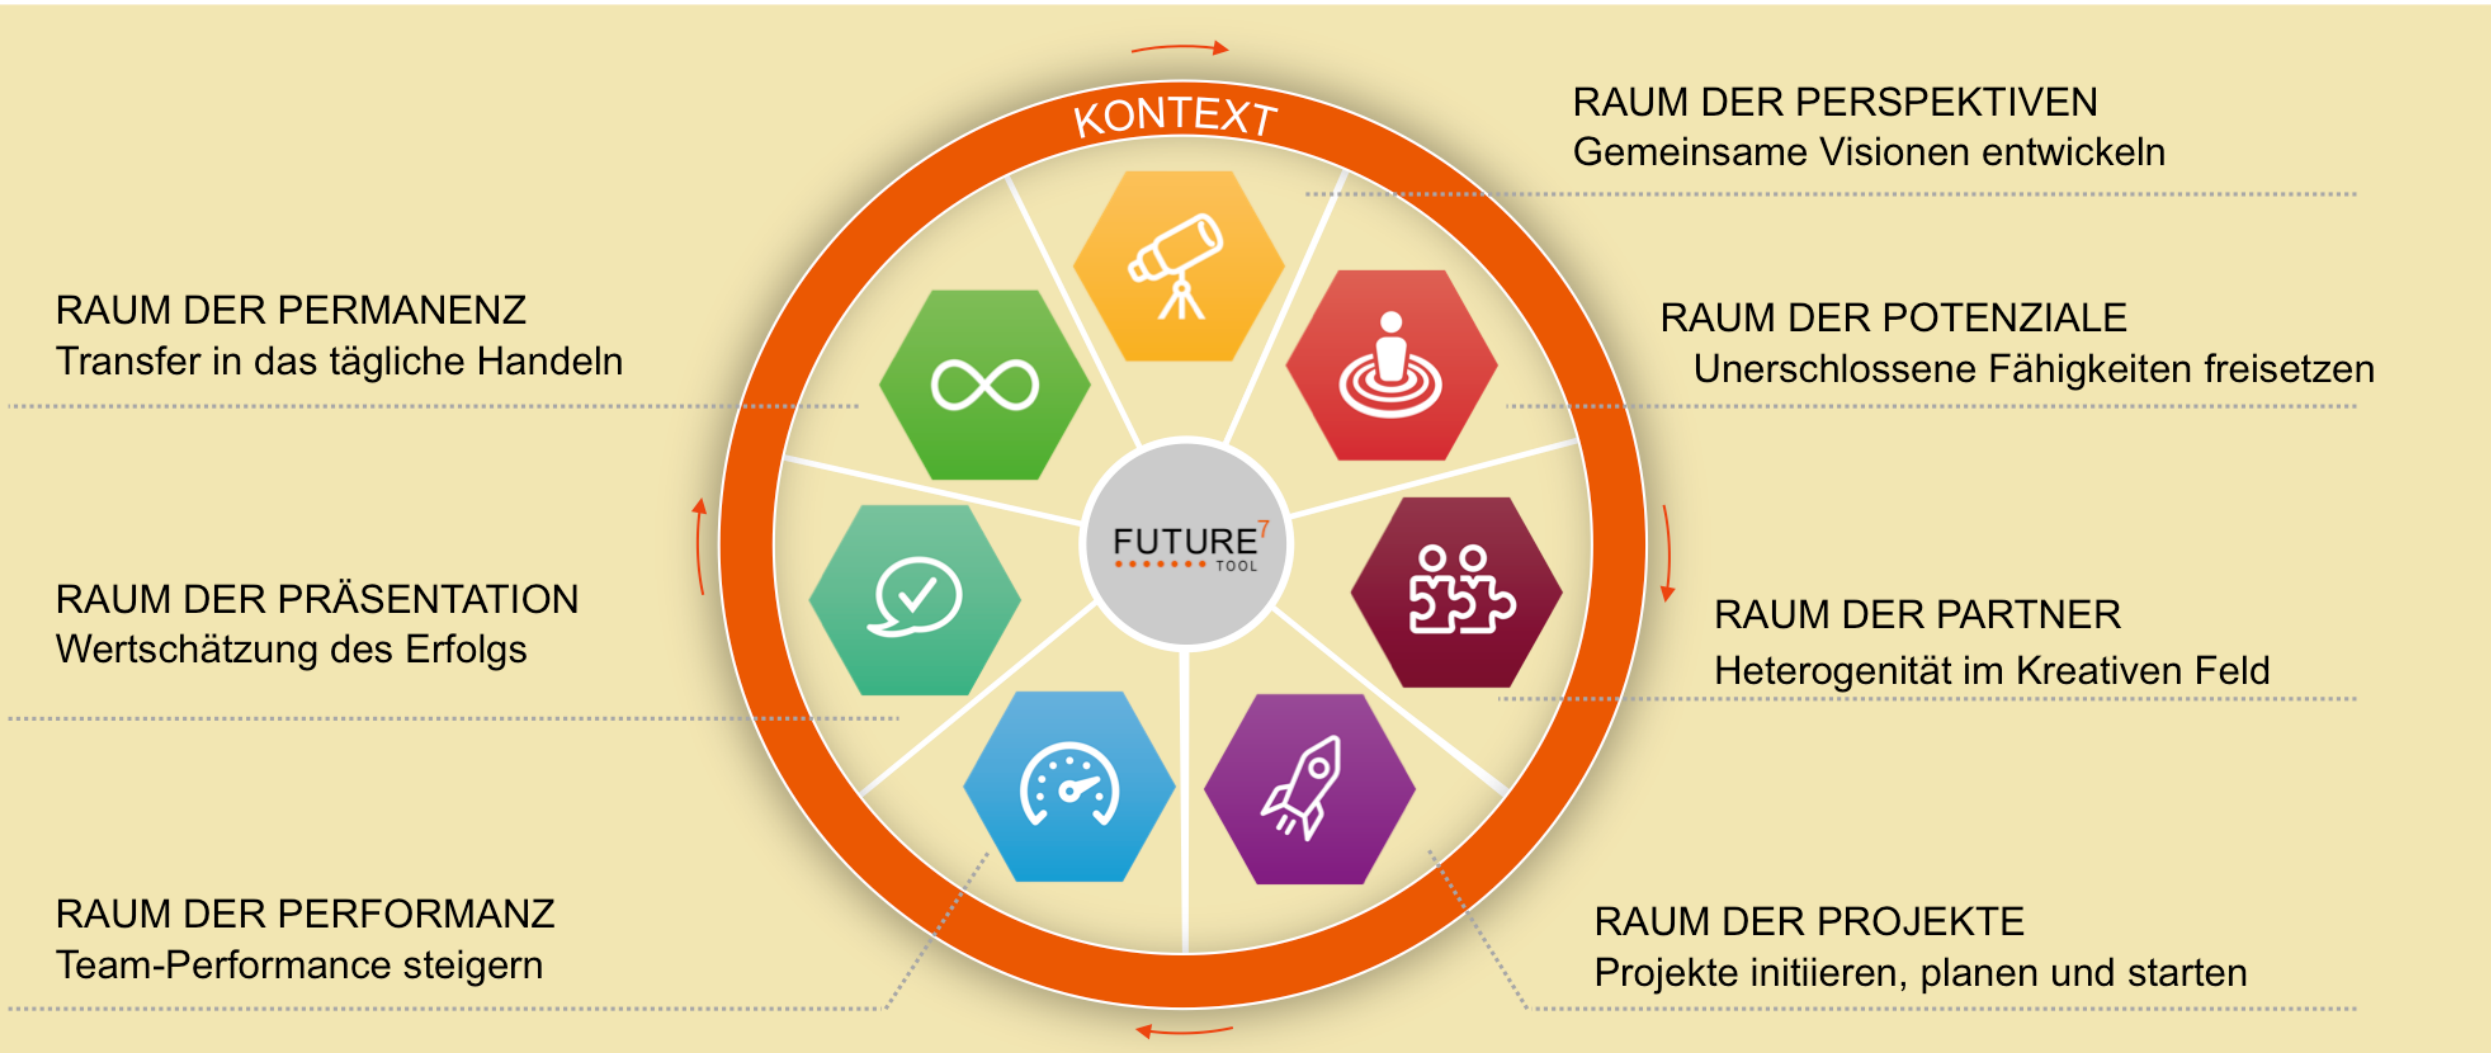 KONTEXT
RAUM DER PERSPEKTIVEN
Gemeinsame Visionen entwickeln
RAUM DER POTENZIALE
Unerschlossene Fähigkeiten freisetzen
RAUM DER PARTNER
Heterogenität im Kreativen Feld
RAUM DER PROJEKTE
Projekte initiieren, planen und starten
RAUM DER PERFORMANZ
Team-Performance steigern
RAUM DER PRÄSENTATION
Wertschätzung des Erfolgs
RAUM DER PERMANENZ
Transfer in das tägliche Handeln
FUTURE7
TOOL